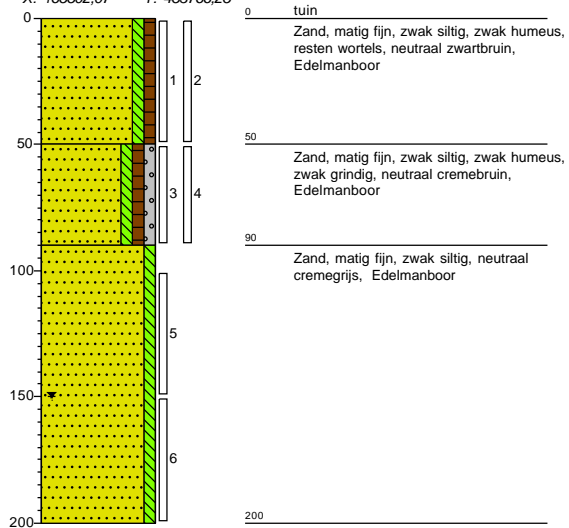 0 tuin
Zand, matig fijn, zwak siltig, zwak humeus,
resten wortels, neutraal zwartbruin,
Edelmanboor
0
1 2
50
50
Zand, matig fijn, zwak siltig, zwak humeus,
zwak grindig, neutraal cremebruin,
Edelmanboor
3 4
90
Zand, matig fijn, zwak siltig, neutraal
cremegrijs, Edelmanboor
100
5
150
6
200
200